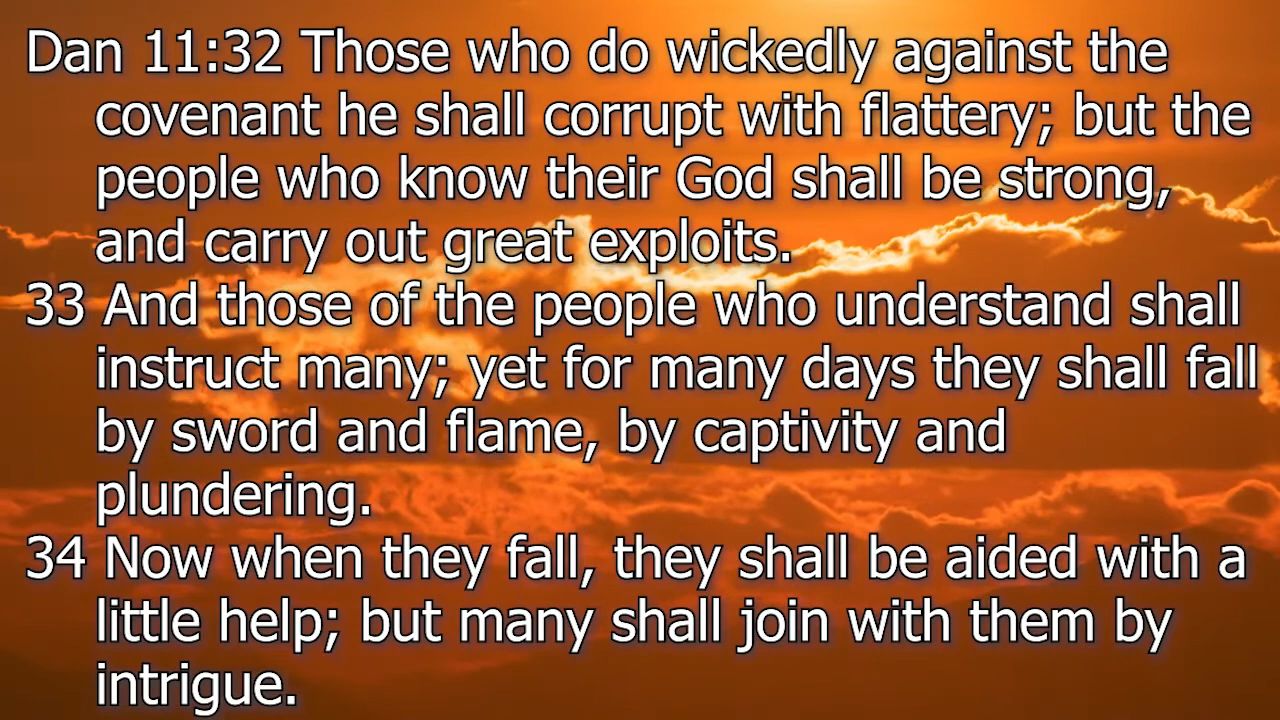 Dan 11:32 Those who do wickedly against the
covenant he shall corrupt with flattery; but the
people who know their God shall be strong,
and carry out great exploits.
33 And those of the people who understand shall
instruct many; yet for many days they shall fall
by sword and flame, by captivity and
plundering.
34 Now when they fall, they shall be aided with a
little help; but many shall join with them by
intrigue.